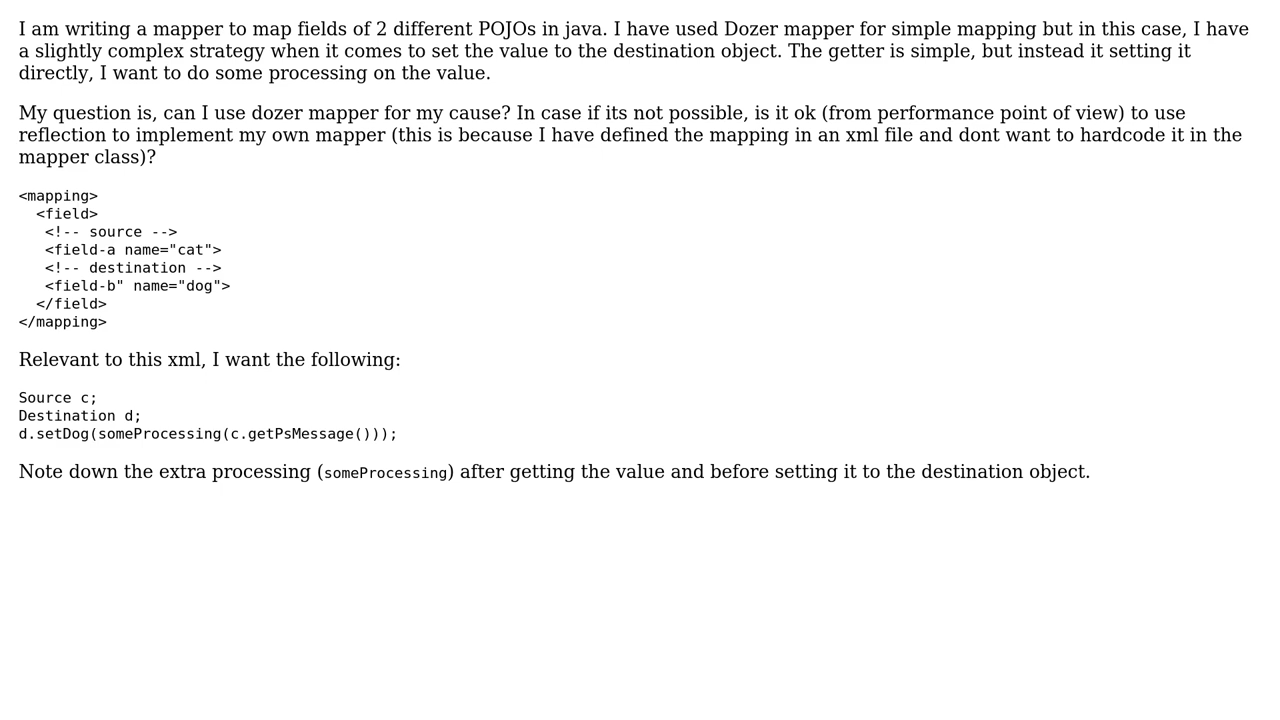 I am writing a mapper to map fields of 2 different POJOs in java. I have used Dozer mapper for simple mapping but in this case, I have
a slightly complex strategy when it comes to set the value to the destination object. The getter is simple, but instead it setting it
directly, I want to do some processing on the value.
My question is, can I use dozer mapper for my cause? In case if its not possible, is it ok (from performance point of view) to use
reflection to implement my own mapper (this is because I have defined the mapping in an xml file and dont want to hardcode it in the
mapper class)?
<mapping>
  <field>
   <!-- source -->
   <field-a name="cat">
   <!-- destination -->
   <field-b" name="dog">
  </field>
</mapping>
Relevant to this xml, I want the following:
Source c;
Destination d;
d.setDog(someProcessing(c.getPsMessage()));
Note down the extra processing (someProcessing) after getting the value and before setting it to the destination object.